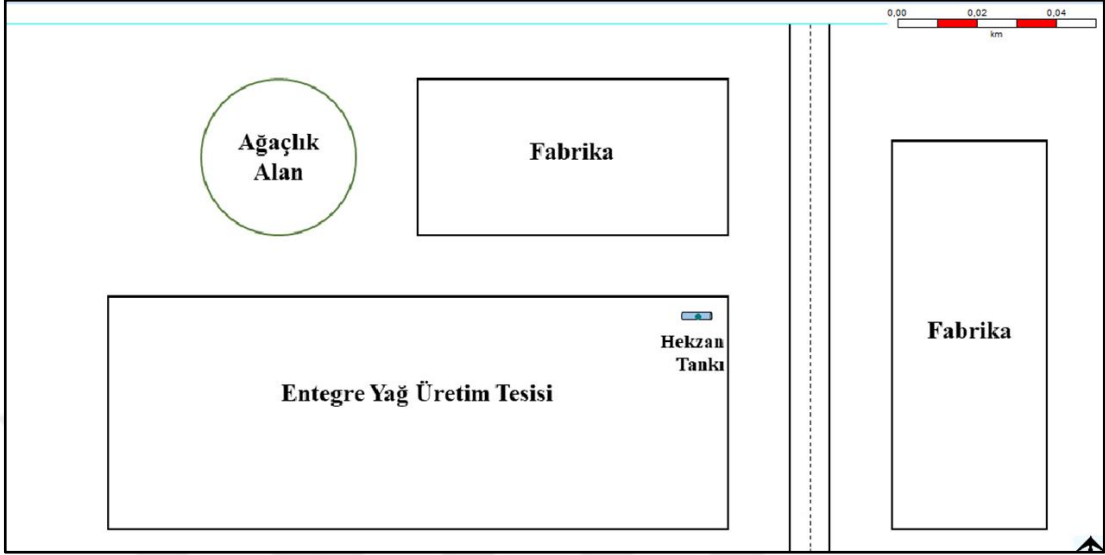 0,00 0,02 0,04
km
Ağaçlık
Alan
Fabrika
Hekzan
Tankı
Fabrika
Entegre Yağ Üretim Tesisi